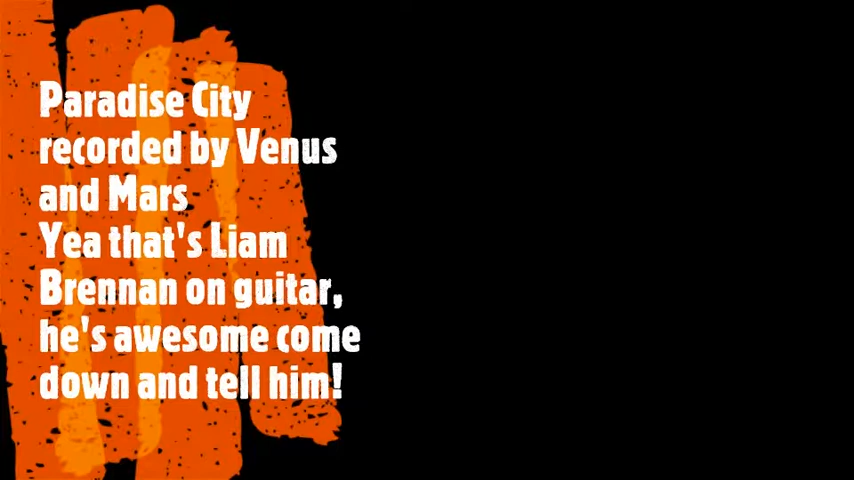 Paradise City
recorded by Venus
and Mars
Yea that's Liam
Brennan on guitar,
he's awesome come
down and tell him!